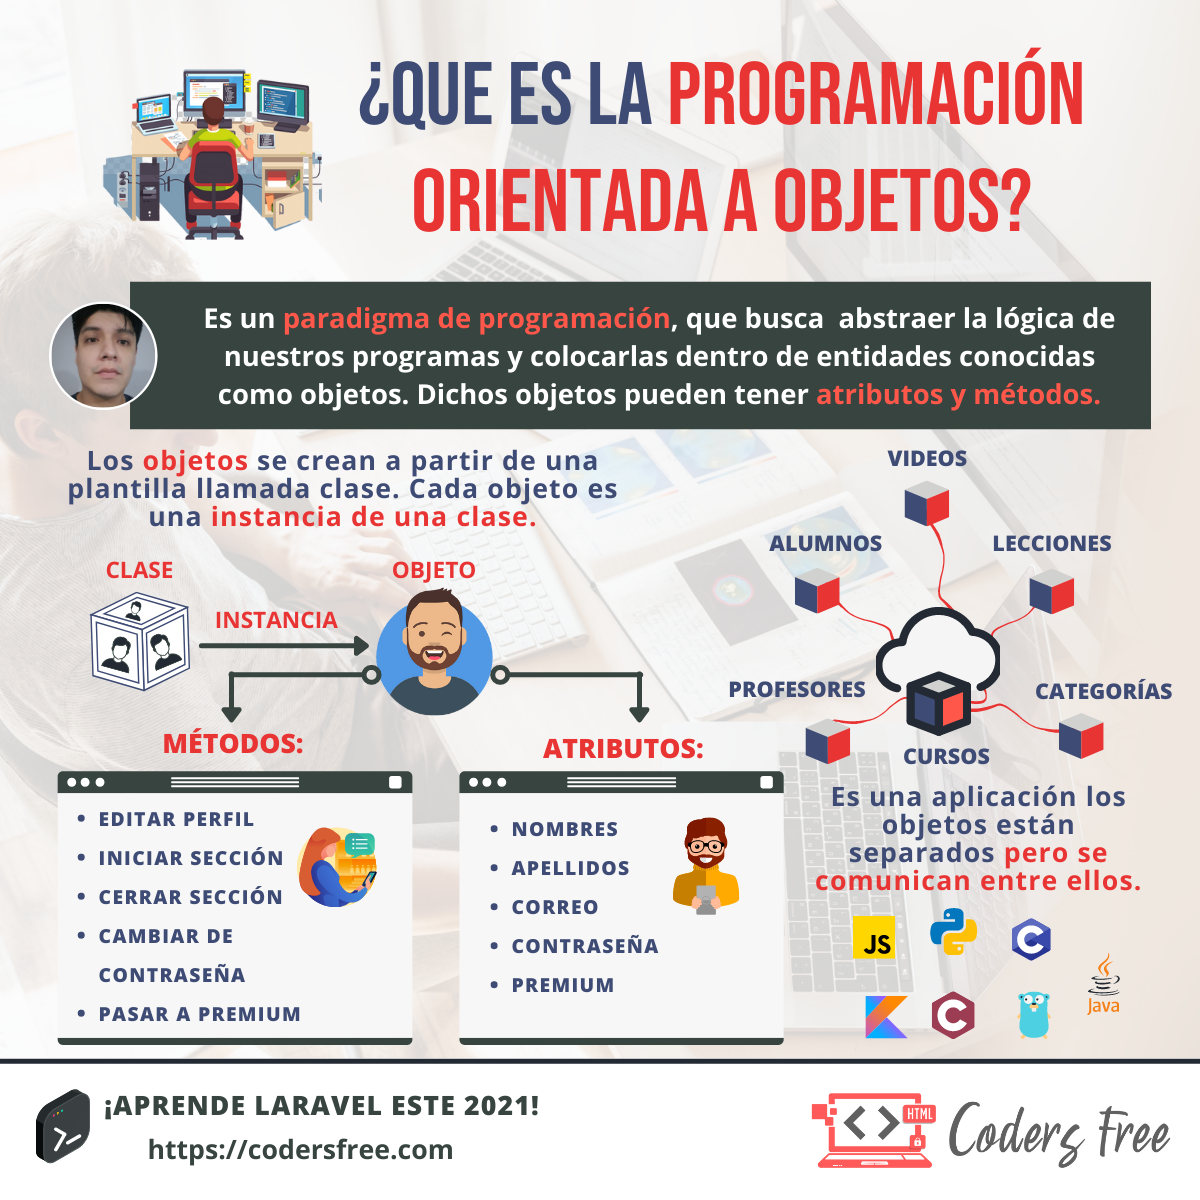 ¿QUE ES LA PROGRAMACIÓN
ORIENTADA A OBJETOS?
Es un paradigma de programación, que busca abstraer la lógica de
nuestros programas y colocarlas dentro de entidades conocidas
como objetos. Dichos objetos pueden tener atributos y métodos.
Los objetos se crean a partir de una
plantilla llamada clase. Cada objeto es
una instancia de una clase.
CLASE
INSTANCIA
OBJETO
MÉTODOS:
• EDITAR PERFIL
• INICIAR SECCIÓN
• CERRAR SECCIÓN
• CAMBIAR DE
CONTRASEÑA
• PASAR A PREMIUM
ATRIBUTOS:
• NOMBRES
• APELLIDOS
• CORREO
• CONTRASEÑA
• PREMIUM
VIDEOS
ALUMNOS
LECCIONES
PROFESORES
CATEGORÍAS
CURSOS
Es una aplicación los
objetos están
separados pero se
comunican entre ellos.
JS
C
Java
C
¡APRENDE LARAVEL ESTE 2021!
https://codersfree.com
HTML
Coders Free